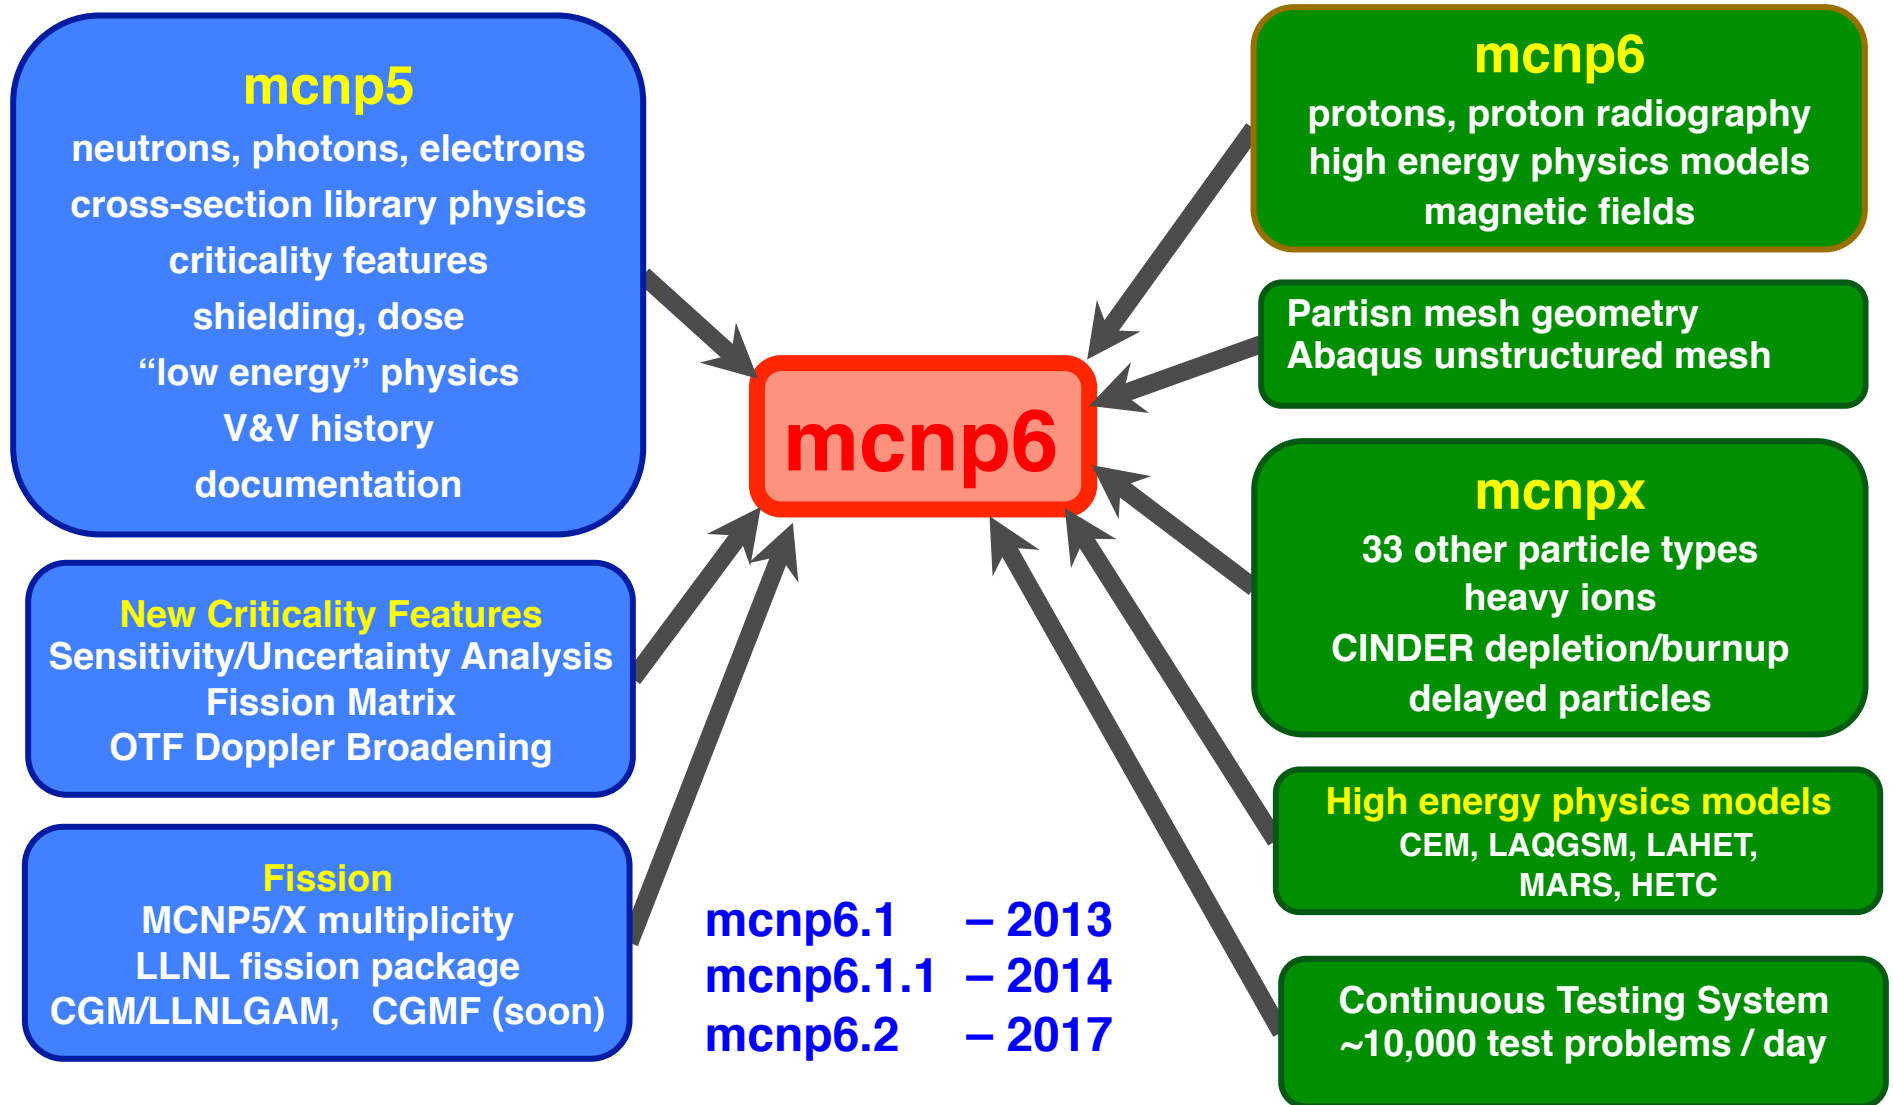 mcnp5
neutrons, photons, electrons
cross-section library physics
criticality features
shielding, dose
“low energy” physics
V&V history
documentation
New Criticality Features
Sensitivity/Uncertainty Analysis
Fission Matrix
OTF Doppler Broadening
Fission
MCNP5/X multiplicity
LLNL fission package
CGM/LLNLGAM, CGMF (soon)
mcnp6
mcnp6.1 – 2013
mcnp6.1.1 – 2014
mcnp6.2 – 2017
mcnp6
protons, proton radiography
high energy physics models
magnetic fields
Partisn mesh geometry
Abaqus unstructured mesh
mcnpx
33 other particle types
heavy ions
CINDER depletion/burnup
delayed particles
High energy physics models
CEM, LAQGSM, LAHET,
MARS, HETC
Continuous Testing System
~10,000 test problems / day